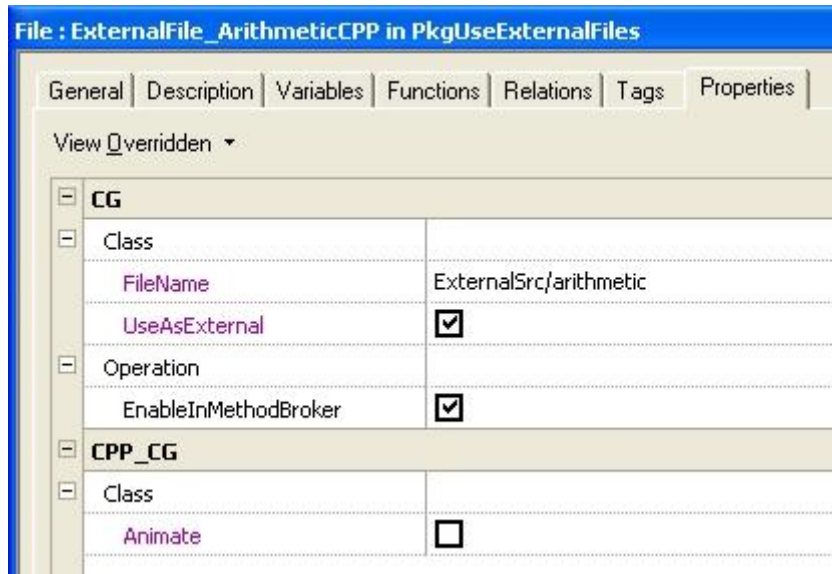 File : ExternalFile_ArithmeticCPP in PkgUseExternalFiles
General Description Variables Functions Relations Tags Properties
View Overridden
CG
Class
FileName ExternalSrc/arithmetic
UseAsExternal
Operation
EnableInMethodBroker
CPP_CG
Class
Animate